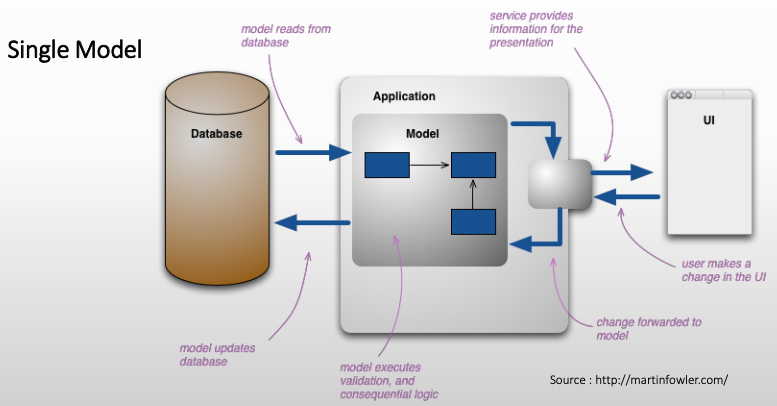 Single Model
model reads from
database
service provides
information for the
presentation
Application
Database
Model
UI
user makes a
change in the UI
change forwarded to
model
model updates
database
model executes
validation, and
consequential logic
Source : http://martinfowler.com/